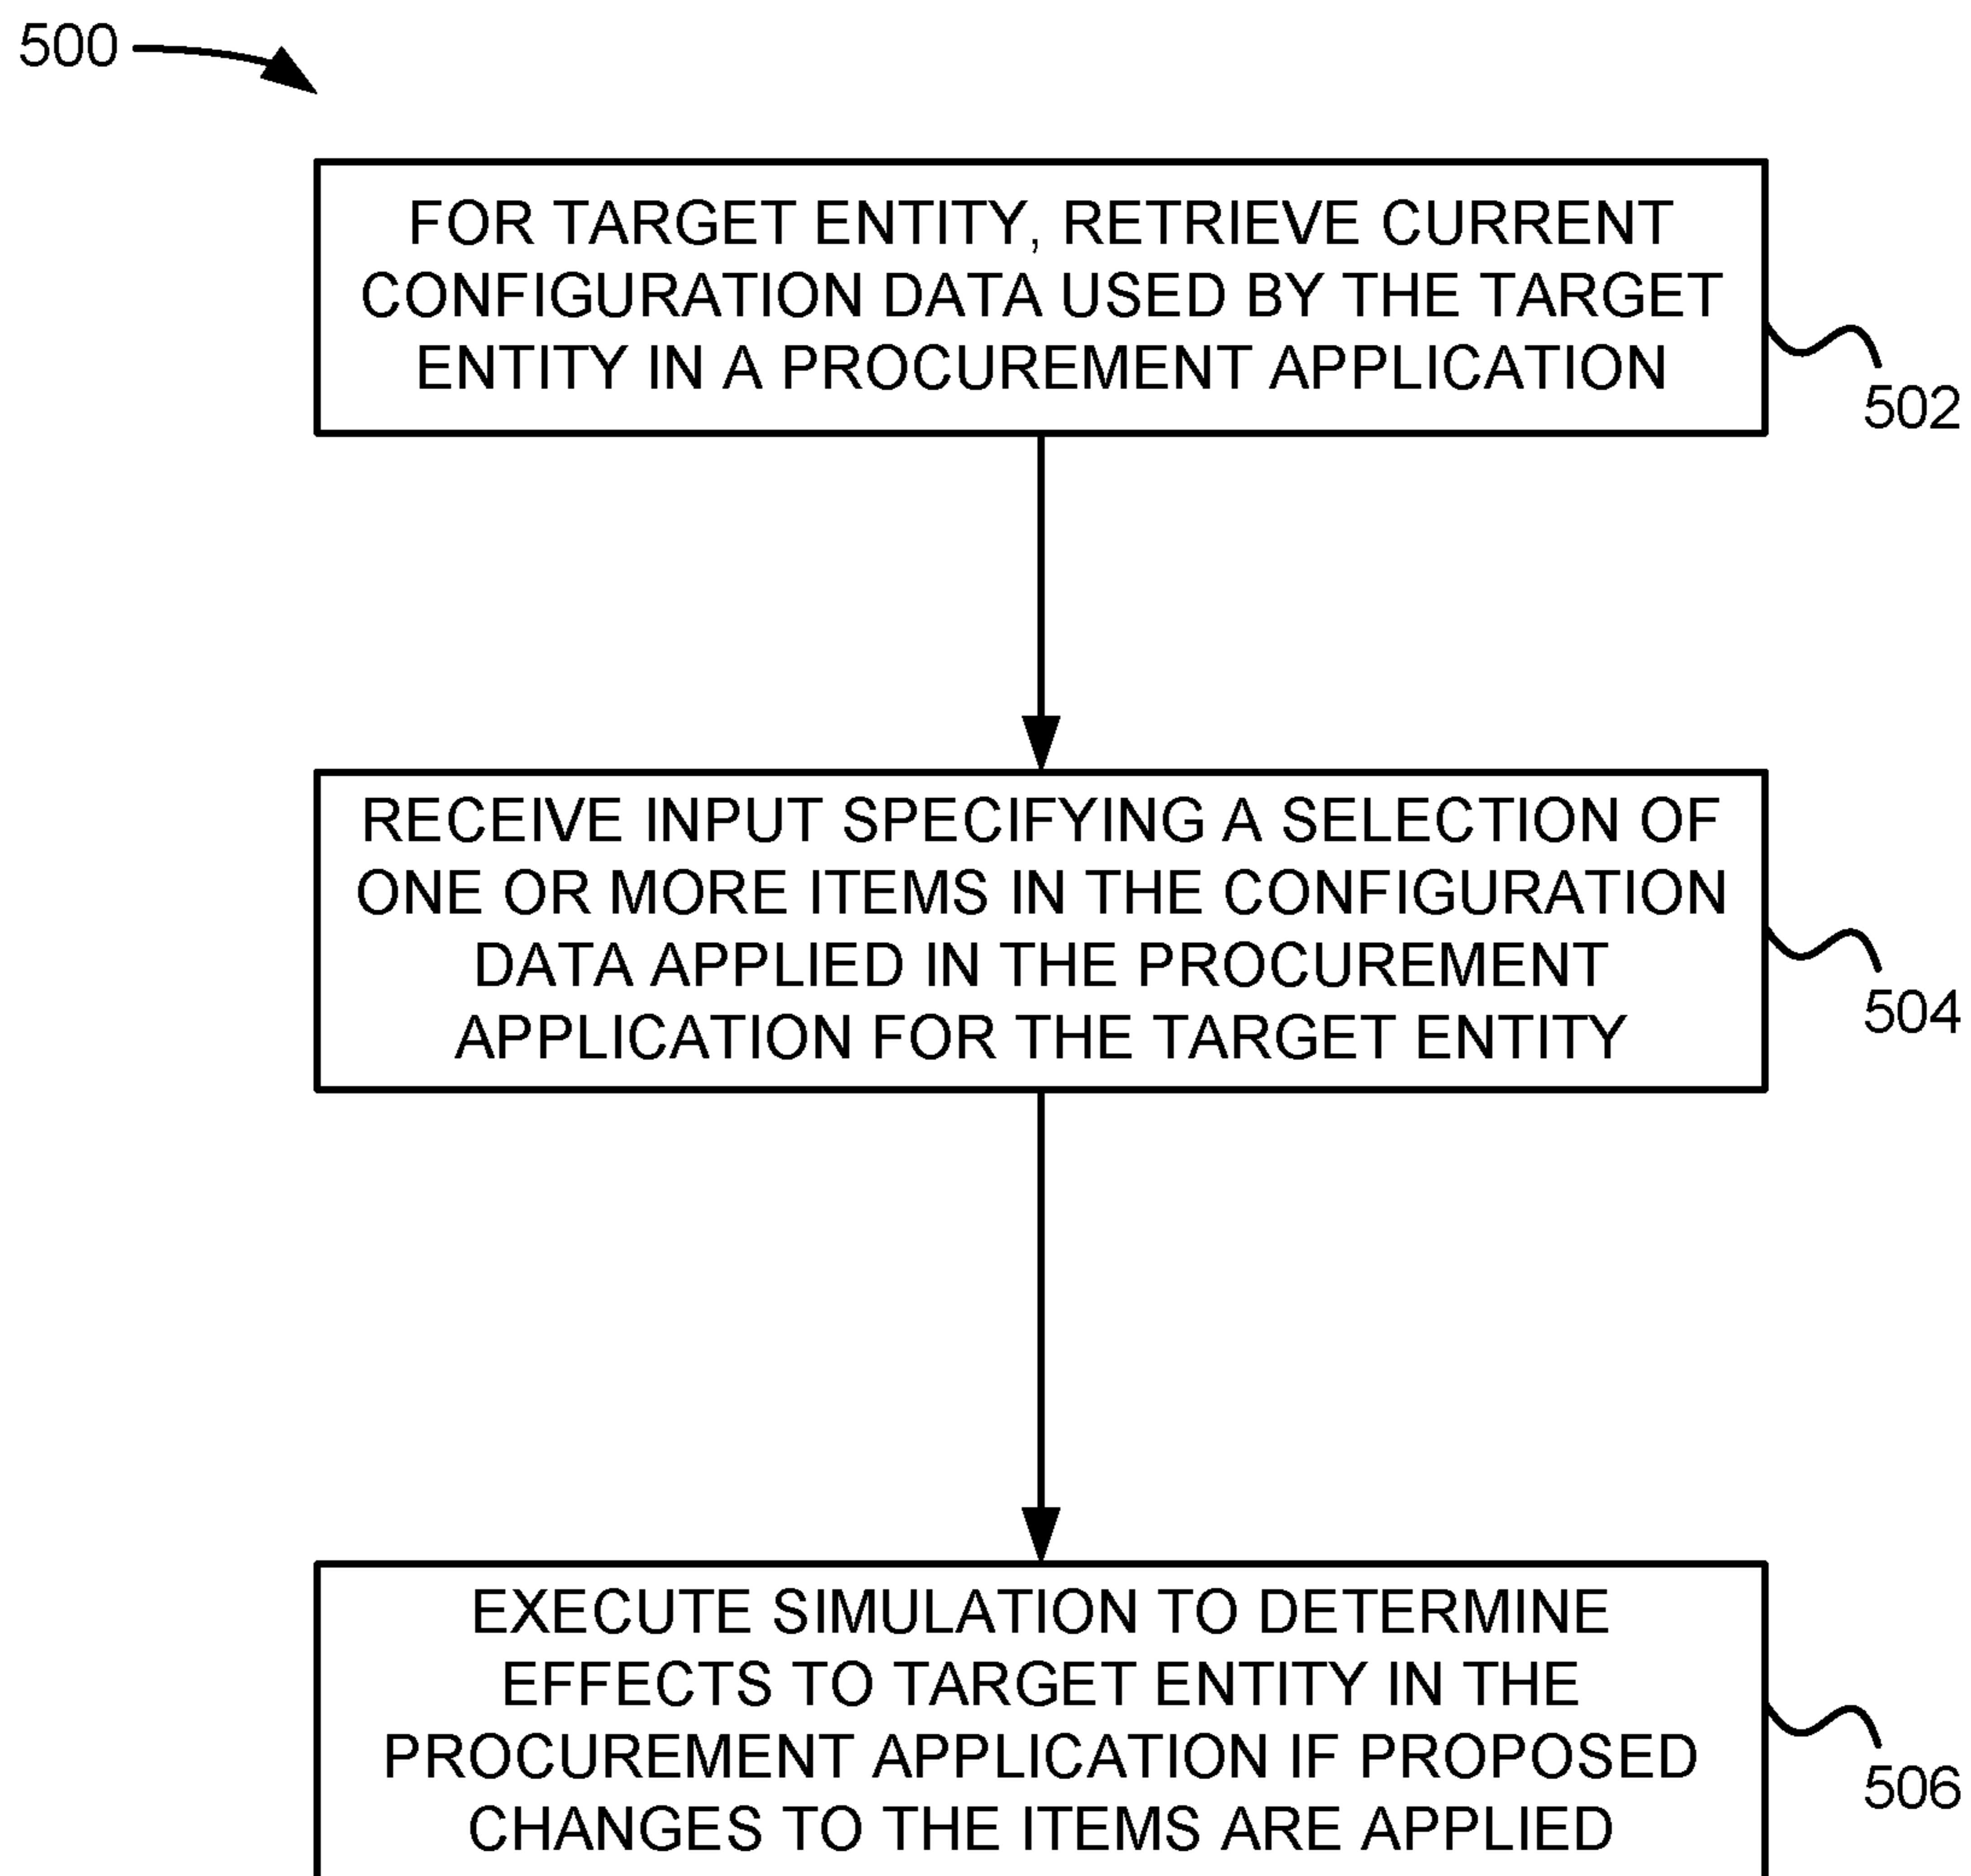 500
FOR TARGET ENTITY, RETRIEVE CURRENT
CONFIGURATION DATA USED BY THE TARGET
ENTITY IN A PROCUREMENT APPLICATION
502
RECEIVE INPUT SPECIFYING A SELECTION OF
ONE OR MORE ITEMS IN THE CONFIGURATION
DATA APPLIED IN THE PROCUREMENT
APPLICATION FOR THE TARGET ENTITY
504
EXECUTE SIMULATION TO DETERMINE
EFFECTS TO TARGET ENTITY IN THE
PROCUREMENT APPLICATION IF PROPOSED
CHANGES TO THE ITEMS ARE APPLIED
506